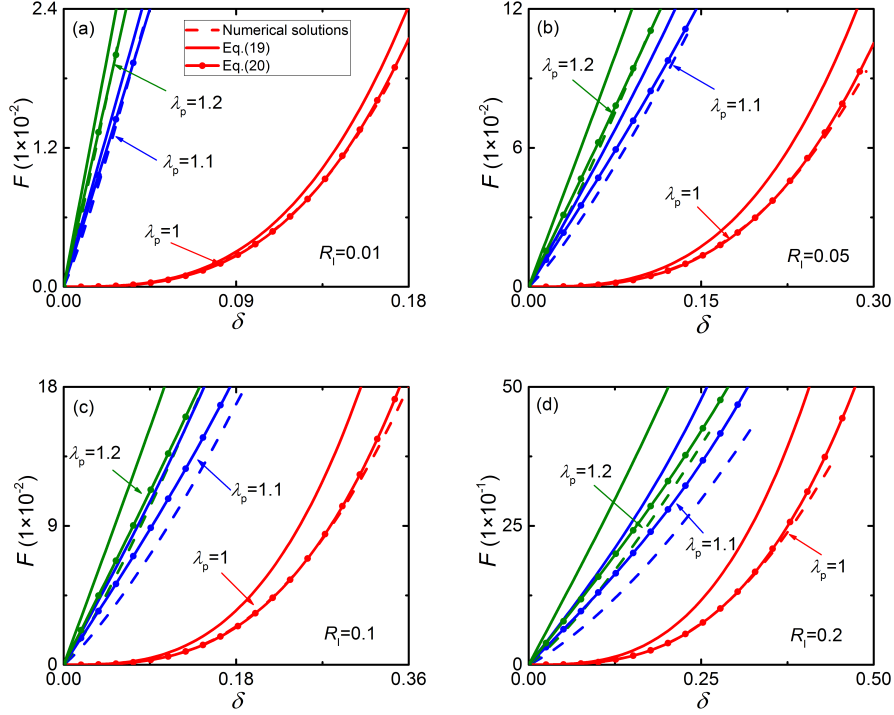 (a)
Numerical solutions
Eq.(19)
Eq.(20)
λp=1.2
λp=1.1
λp=1
Rl=0.01
2.4
1.2
0.0
0.00
0.09
0.18
F (1×10-2)
δ
(b)
λp=1.2
λp=1.1
λp=1
Rl=0.05
12
6
0
0.00
0.15
0.30
F (1×10-2)
δ
(c)
λp=1.2
λp=1.1
λp=1
Rl=0.1
18
9
0
0.00
0.18
0.36
F (1×10-2)
δ
(d)
λp=1.2
λp=1.1
λp=1
Rl=0.2
50
25
0
0.00
0.25
0.50
F (1×10-1)
δ